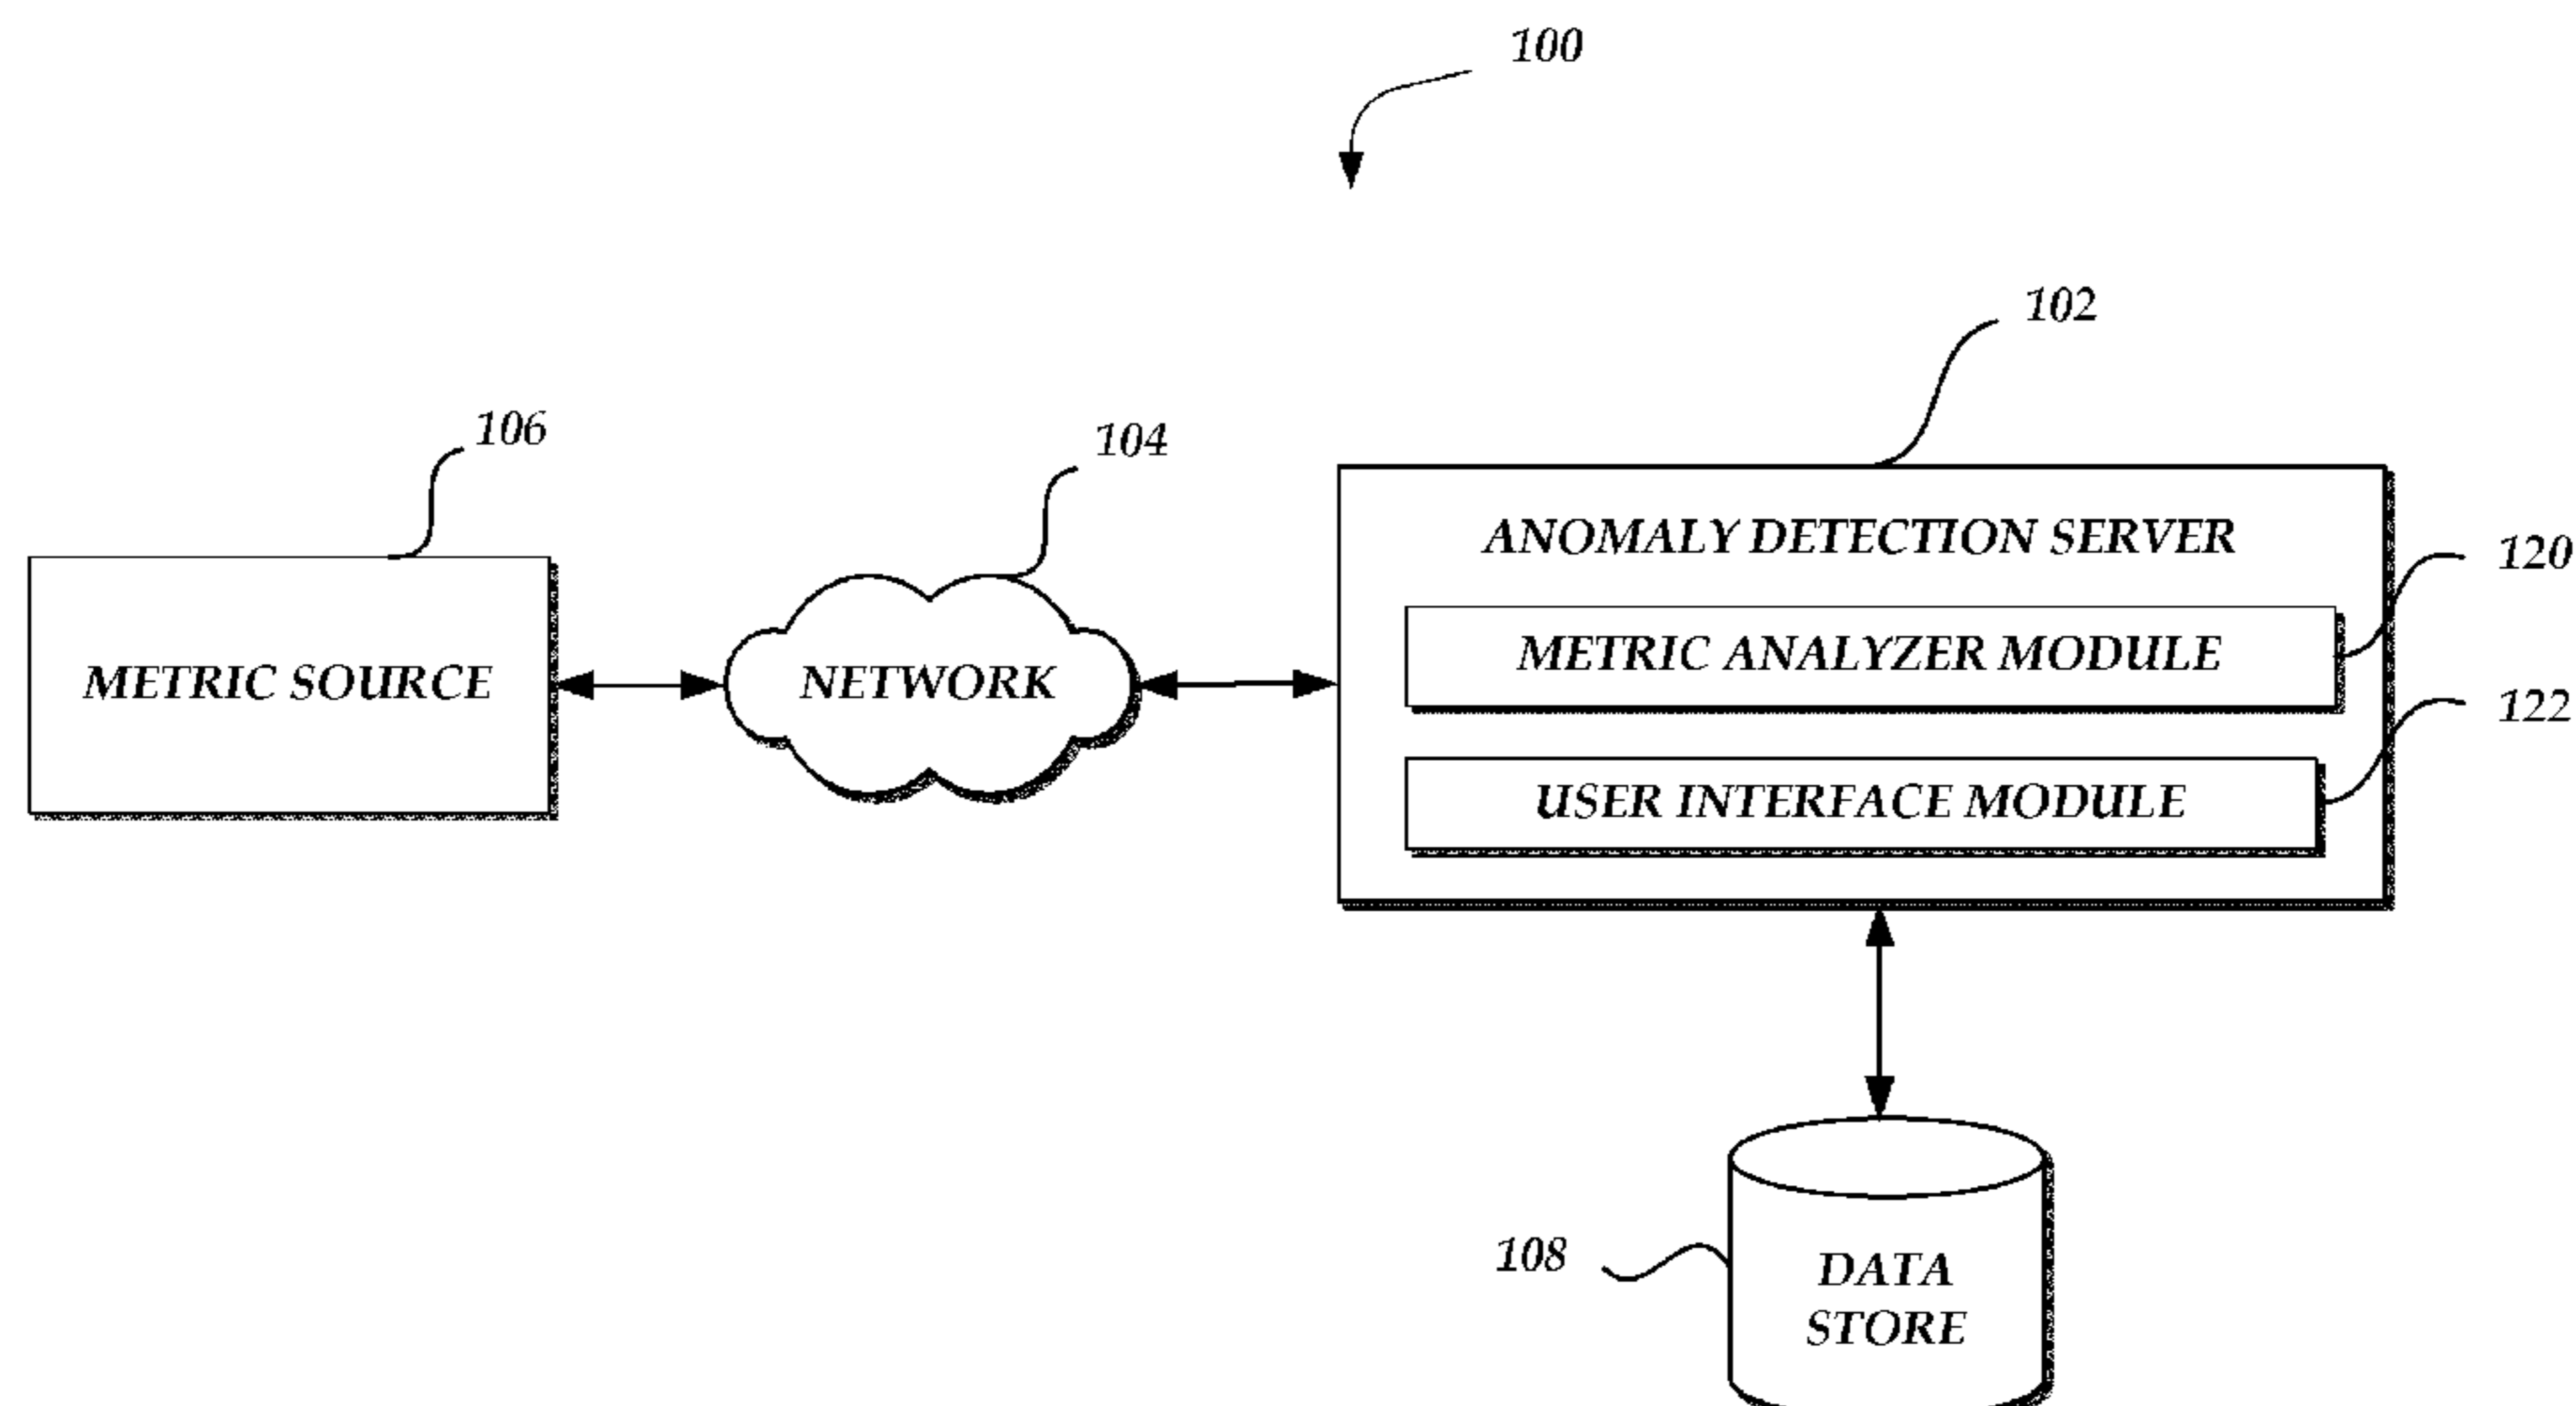 100
102
106
104
ANOMALY DETECTION SERVER
120
METRIC ANALYZER MODULE
METRIC SOURCE
NETWORK
122
USER INTERFACE MODULE
108
DATA
STORE